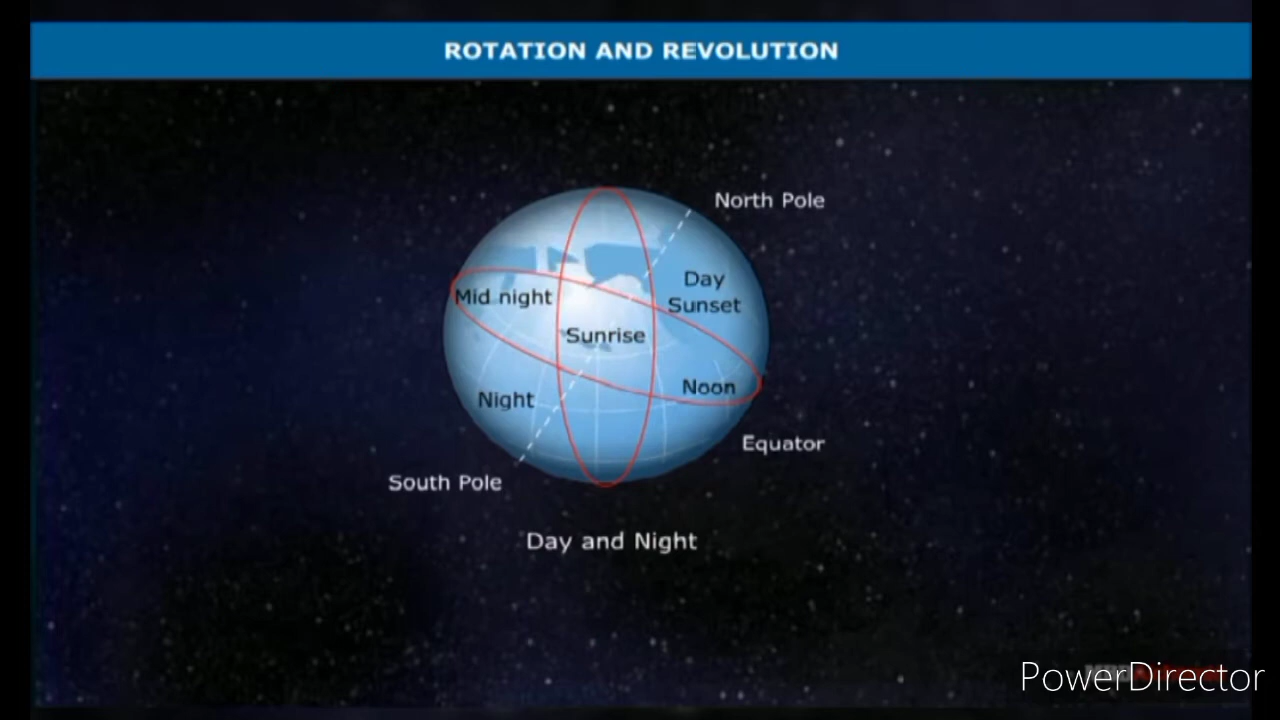 ROTATION AND REVOLUTION
North Pole
Day
Sunset
Mid night
Sunrise
Noon
Night
Equator
South Pole
Day and Night
PowerDirector